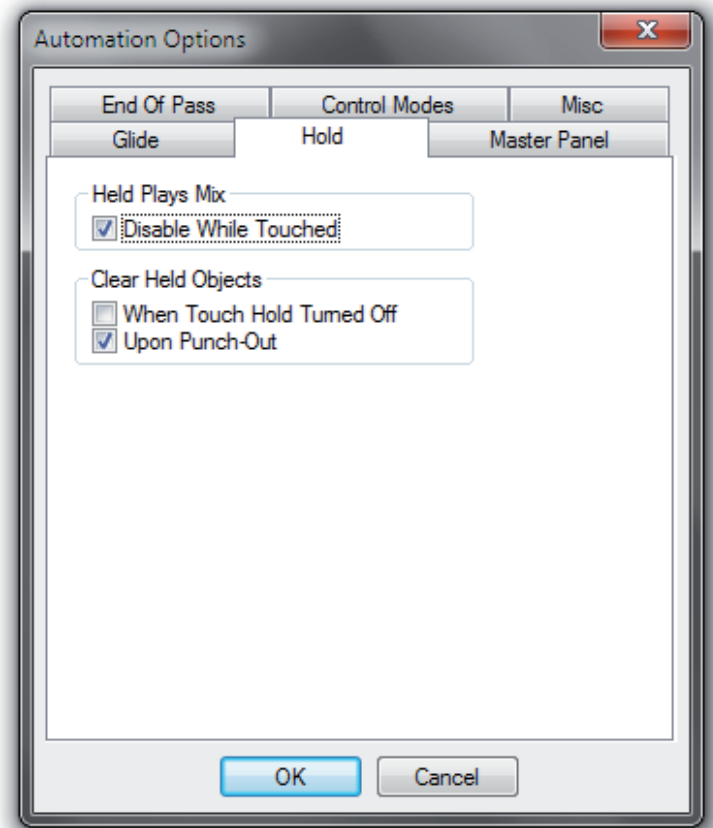 Automation Options
End Of Pass Control Modes Misc
Glide Hold Master Panel
Held Plays Mix
Disable While Touched
Clear Held Objects
When Touch Hold Turned Off
Upon Punch-Out
OK Cancel